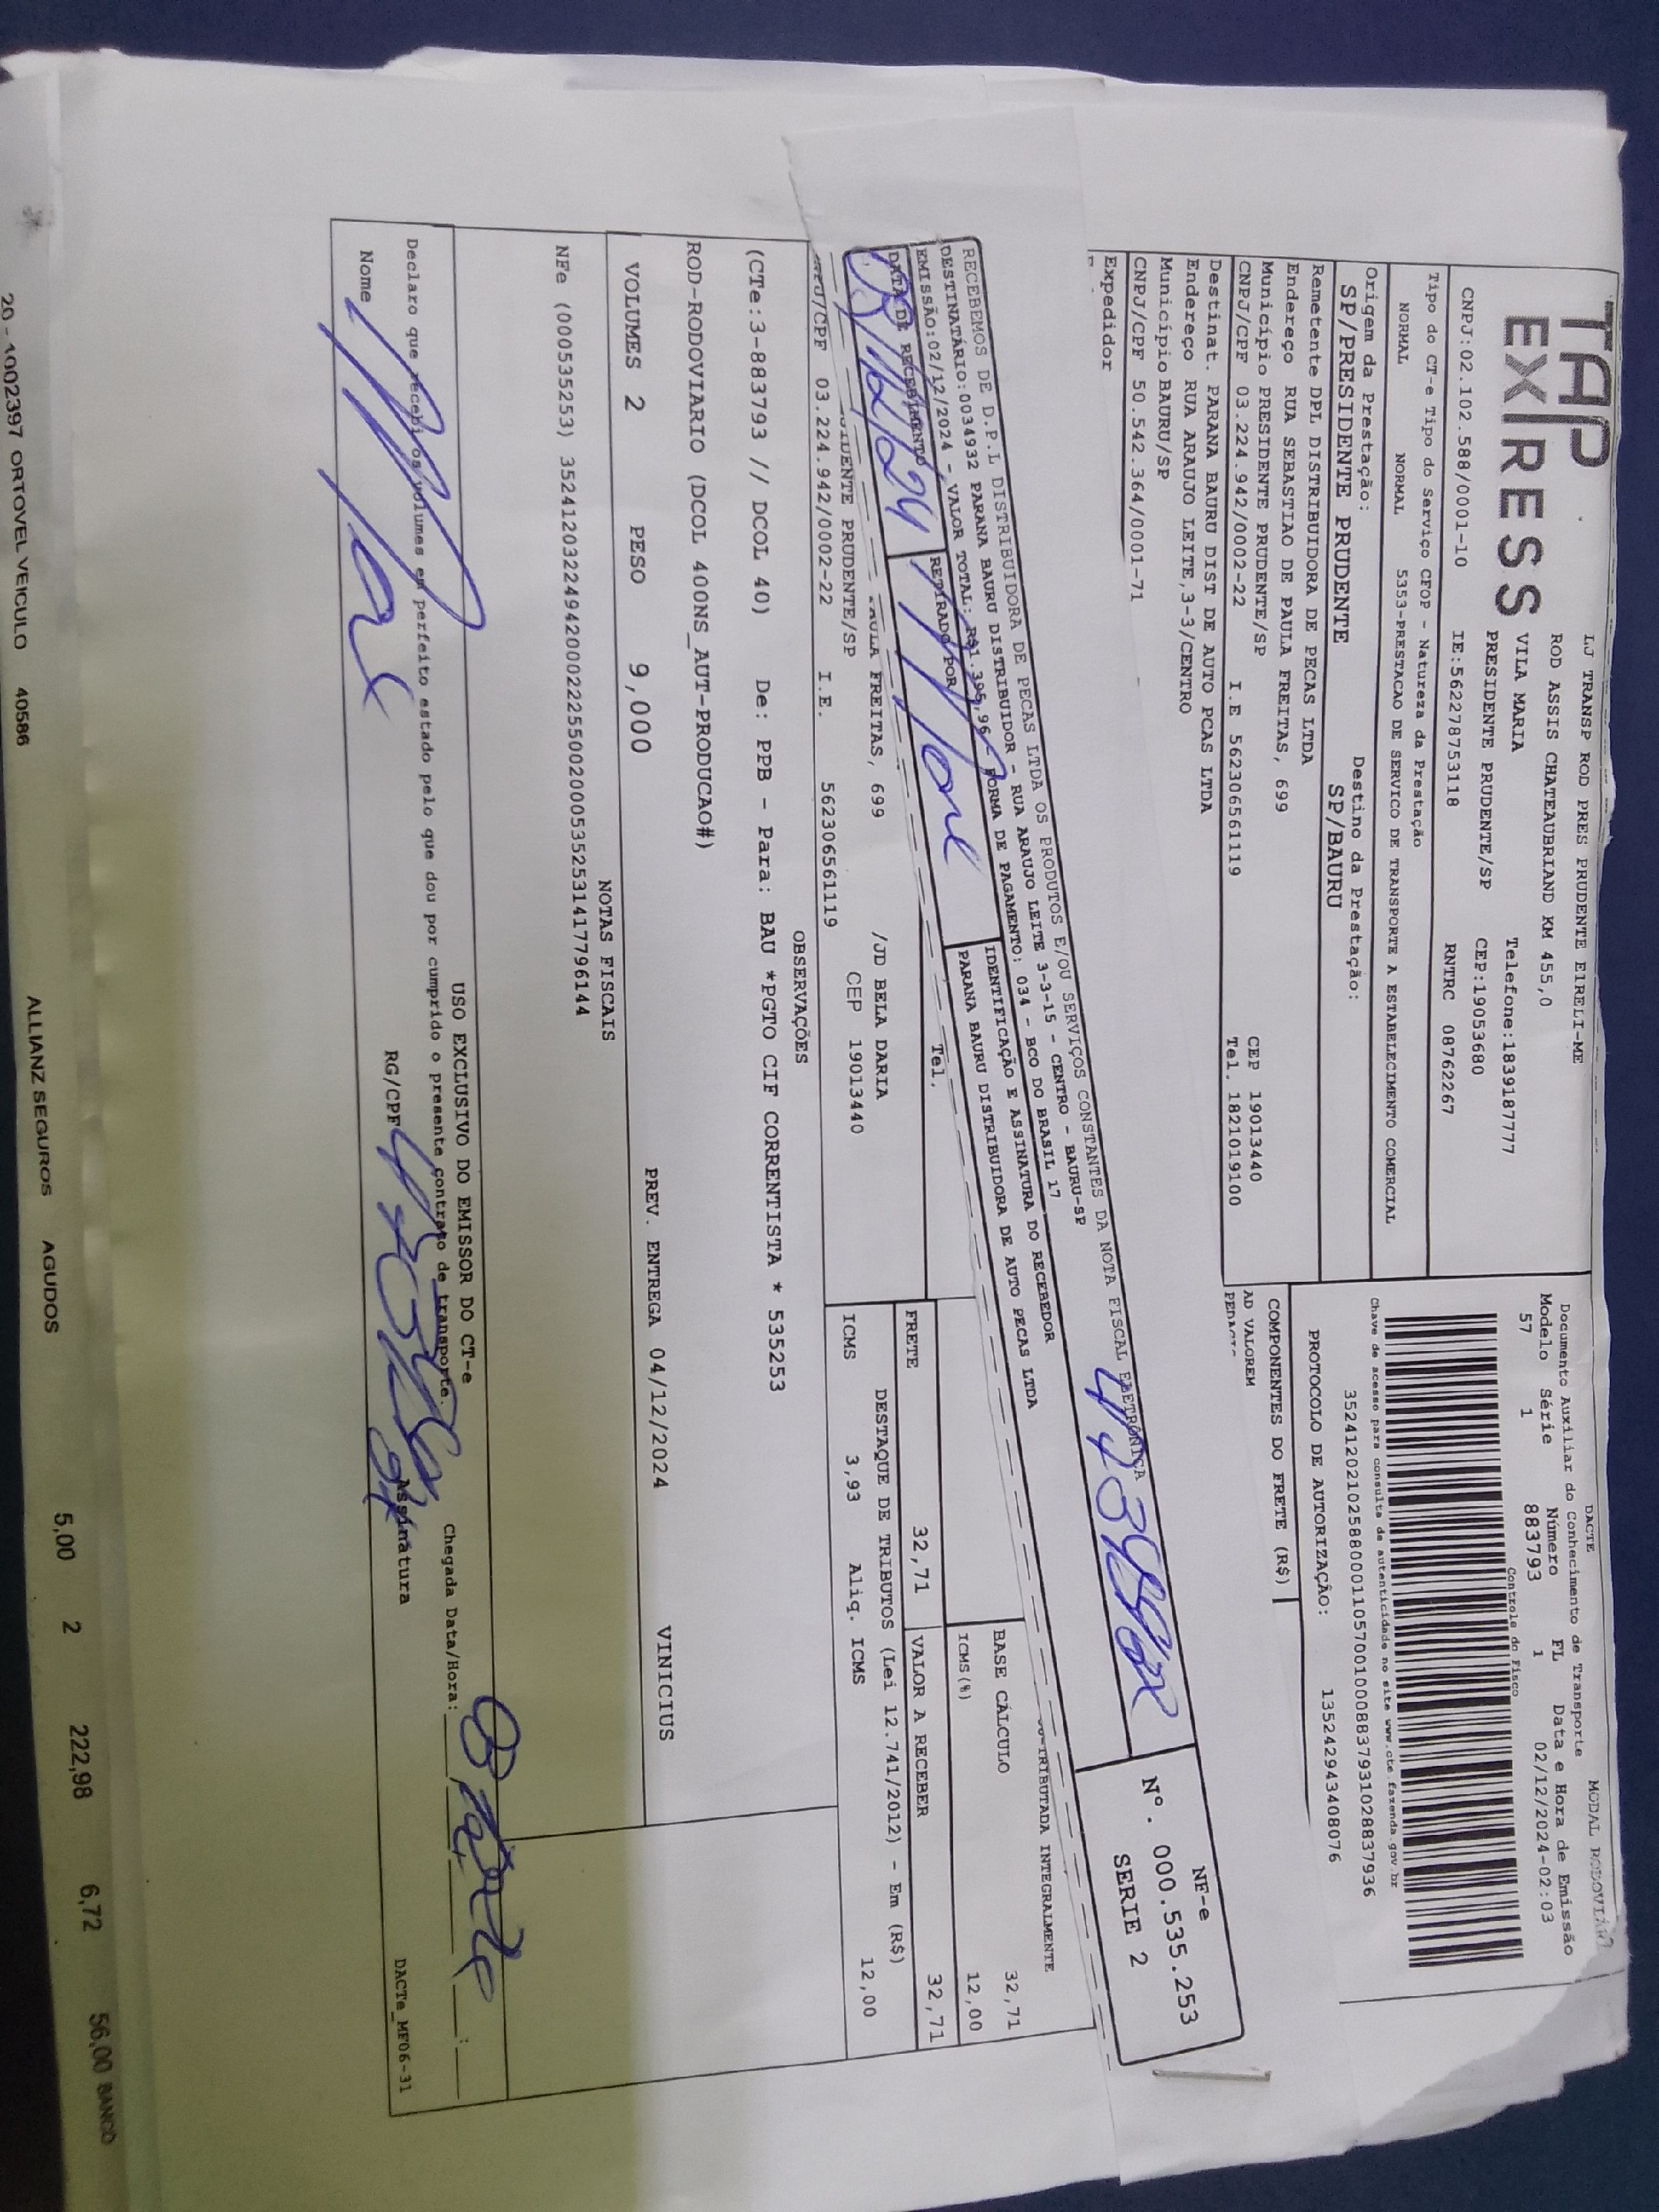 TAP
EXPRESS
LJ TRANSP ROD PRES PRUDENTE EIRELI-ME
ROD ASSIS CHATEAUBRIAND KM 455,0
VILA MARIA
Telefone:1839187777
PRESIDENTE PRUDENTE/SP
CEP:19053680
CNPJ:02.102.588/0001-10
IE:562278753118
RNTRC 08762267
DACTE
MODAL RODOVIÁRIO
Documento Auxiliar do Conhecimento de Transporte
Modelo Série Número FL Data e Hora de Emissão
57 1 883793 1 02/12/2024-02:03
Controle do Fisco
Chave de acesso para consulta de autenticidade no site www.cte.fazenda.gov.br
35241202102588000110570010008837931028837936
PROTOCOLO DE AUTORIZAÇÃO: 135242943408076
Tipo do CT-e Tipo do Serviço CFOP - Natureza da Prestação
NORMAL NORMAL 5353-PRESTACAO DE SERVICO DE TRANSPORTE A ESTABELECIMENTO COMERCIAL
Origem da Prestação:
SP/PRESIDENTE PRUDENTE
Destino da Prestação:
SP/BAURU
Remetente DPL DISTRIBUIDORA DE PECAS LTDA
Endereço RUA SEBASTIAO DE PAULA FREITAS, 699
Município PRESIDENTE PRUDENTE/SP
CEP 19013440
CNPJ/CPF 03.224.942/0002-22 I.E 562306561119
Tel. 1821019100
Destinat. PARANA BAURU DIST DE AUTO PCAS LTDA
Endereço RUA ARAUJO LEITE,3-3/CENTRO
Município BAURU/SP
CNPJ/CPF 50.542.364/0001-71
Expedidor
COMPONENTES DO FRETE (R$)
AD VALOREM
PEDAGIO
RECEBEMOS DE D.P.L DISTRIBUIDORA DE PECAS LTDA OS PRODUTOS E/OU SERVIÇOS CONSTANTES DA NOTA FISCAL ELETRÔNICA
DESTINATÁRIO:0034932 PARANA BAURU DISTRIBUIDOR - RUA ARAUJO LEITE 3-3-15 - CENTRO - BAURU-SP
EMISSÃO:02/12/2024 - VALOR TOTAL: R$1.395,96 FORMA DE PAGAMENTO: 034 - BCO DO BRASIL 17
DATA DE RECEBIMENTO
RETIRADO POR
IDENTIFICAÇÃO E ASSINATURA DO RECEBEDOR
PARANA BAURU DISTRIBUIDORA DE AUTO PECAS LTDA
NF-e
Nº. 000.535.253
SERIE 2
TRIBUTADA INTEGRALMENTE
BASE CÁLCULO 32,71
ICMS(%) 12,00
FRETE 32,71
VALOR A RECEBER 32,71
DESTAQUE DE TRIBUTOS (Lei 12.741/2012) - Em (R$)
ICMS 3,93 Aliq. ICMS 12,00
FREITAS, 699 /JD BELA DARIA
Tel.
PRUDENTE/SP CEP 19013440
03.224.942/0002-22 I.E. 562306561119
OBSERVAÇÕES
(CTe:3-883793 // DCOL 40) De: PPB - Para: BAU *PGTO CIF CORRENTISTA * 535253
ROD-RODOVIARIO (DCOL 400NS_AUT-PRODUCAO#)
VOLUMES 2 PESO 9,000 PREV. ENTREGA 04/12/2024 VINICIUS
NOTAS FISCAIS
NFe (000535253) 35241203224942000222550020005352531417796144
USO EXCLUSIVO DO EMISSOR DO CT-e
Declaro que recebi os volumes em perfeito estado pelo que dou por cumprido o presente contrato de transporte.
Chegada Data/Hora:
Nome
RG/CPF
Assinatura
DACTe_MF06-31
20-1002397 ORTOVEL VEICULO 40586 ALLIANZ SEGUROS AGUDOS 5,00 2 222,98 6,72 56,00 BANCO